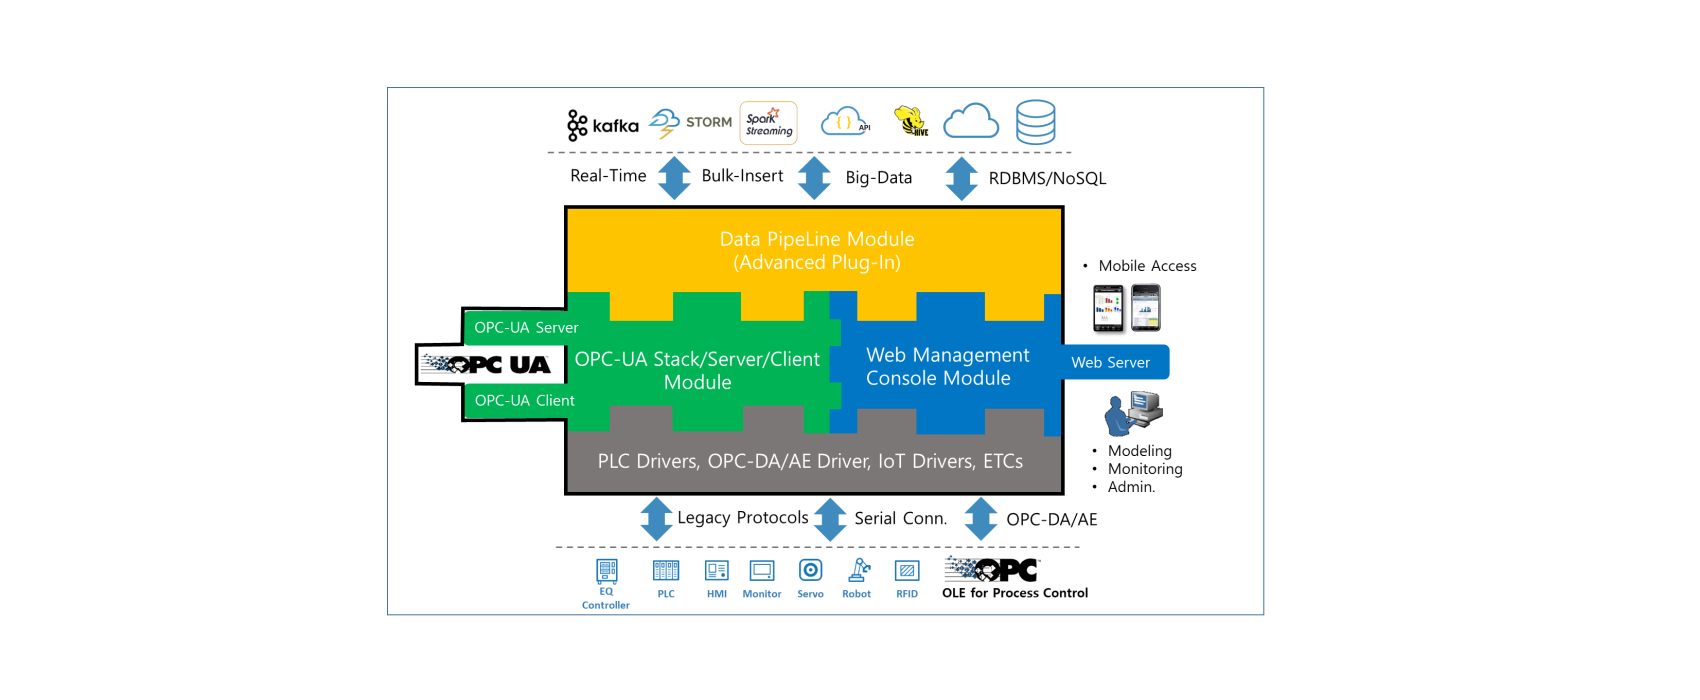 kafka
STORM
Spark
Streaming
{ }
API
HIVE
Real-Time
Bulk-Insert
Big-Data
RDBMS/NoSQL
Data PipeLine Module
(Advanced Plug-In)
• Mobile Access
OPC-UA Server
OPC UA
OPC-UA Client
OPC-UA Stack/Server/Client
Module
Web Management
Console Module
Web Server
• Modeling
• Monitoring
• Admin.
PLC Drivers, OPC-DA/AE Driver, IoT Drivers, ETCs
Legacy Protocols
Serial Conn.
OPC-DA/AE
EQ
Controller
PLC
HMI
Monitor
Servo
Robot
RFID
OPC
OLE for Process Control